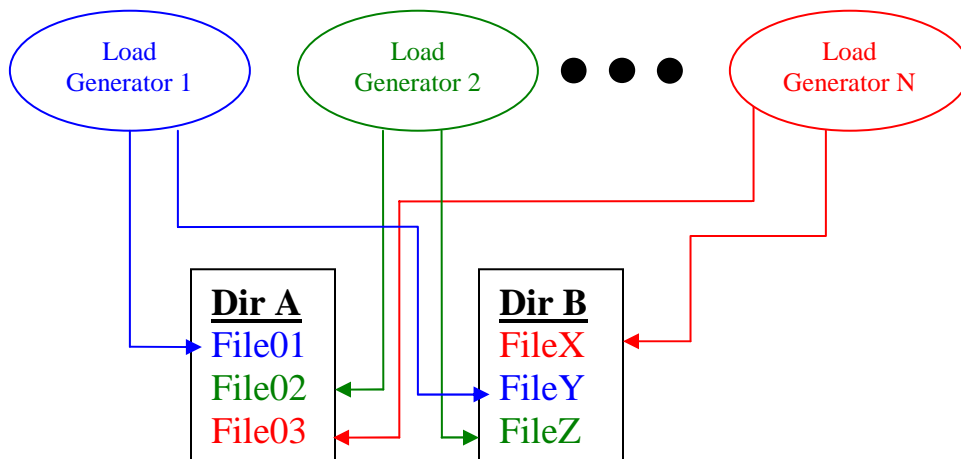 Load
Generator 1
Load
Generator 2
Load
Generator N
Dir A
File01
File02
File03
Dir B
FileX
FileY
FileZ